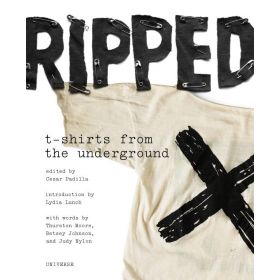 RIPPED
t-shirts from
the underground
edited by
Cesar Padilla
introduction by
Lydia Lunch
with words by
Thurston Moore,
Betsey Johnson,
and Judy Nylon
UNIVERSE